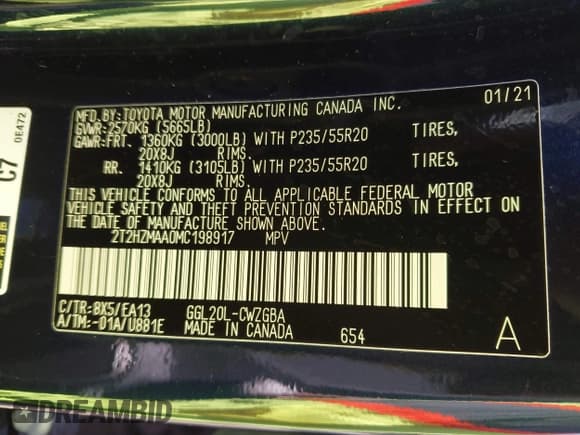 MFD.BY:TOYOTA MOTOR MANUFACTURING CANADA INC. 01/21
GVWR:2570KG (5665LB)
GAWR:FRT. 1360KG (3000LB) WITH P235/55R20 TIRES,
20X8J RIMS.
RR. 1410KG (3105LB) WITH P235/55R20 TIRES,
20X8J RIMS.
THIS VEHICLE CONFORMS TO ALL APPLICABLE FEDERAL MOTOR
VEHICLE SAFETY AND THEFT PREVENTION STANDARDS IN EFFECT ON
THE DATE OF MANUFACTURE SHOWN ABOVE.
2T2HZMAA0MC198917 MPV
C/TR:8X5/EA13 GGL20L-CWZGBA
A/TM:-01A/U881E MADE IN CANADA 654 A
0E472
C7
DREAMBID